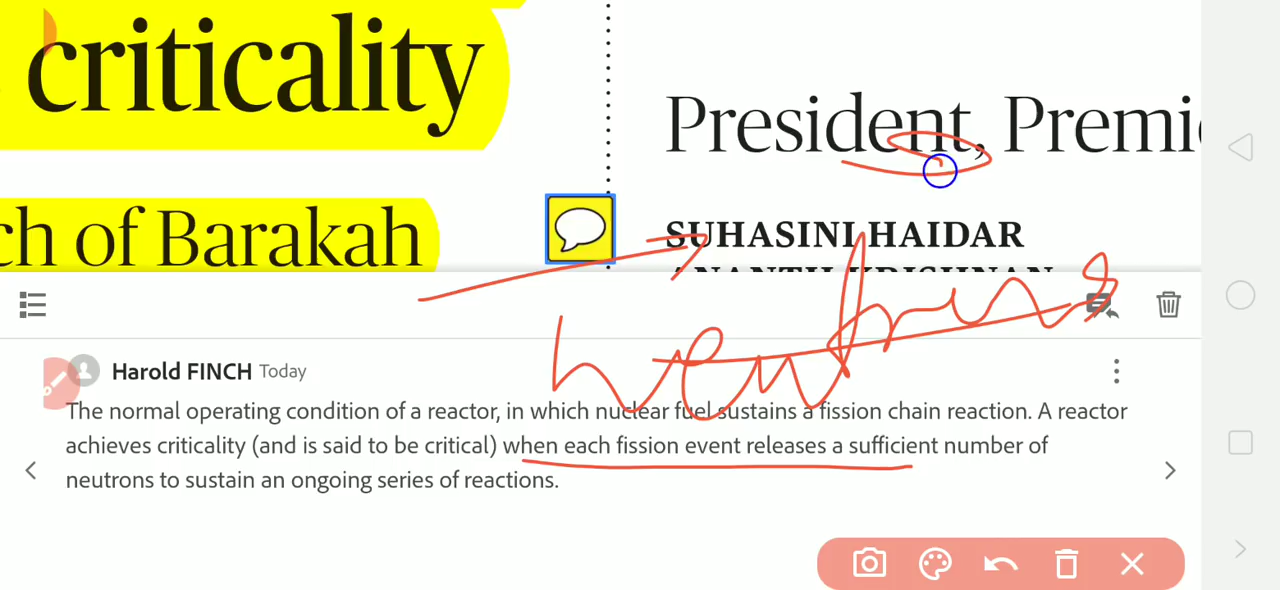 criticality
ch of Barakah
President, Premi
SUHASINI HAIDAR
ANANTH KRISHNAN
Harold FINCH Today
The normal operating condition of a reactor, in which nuclear fuel sustains a fission chain reaction. A reactor
achieves criticality (and is said to be critical) when each fission event releases a sufficient number of
neutrons to sustain an ongoing series of reactions.